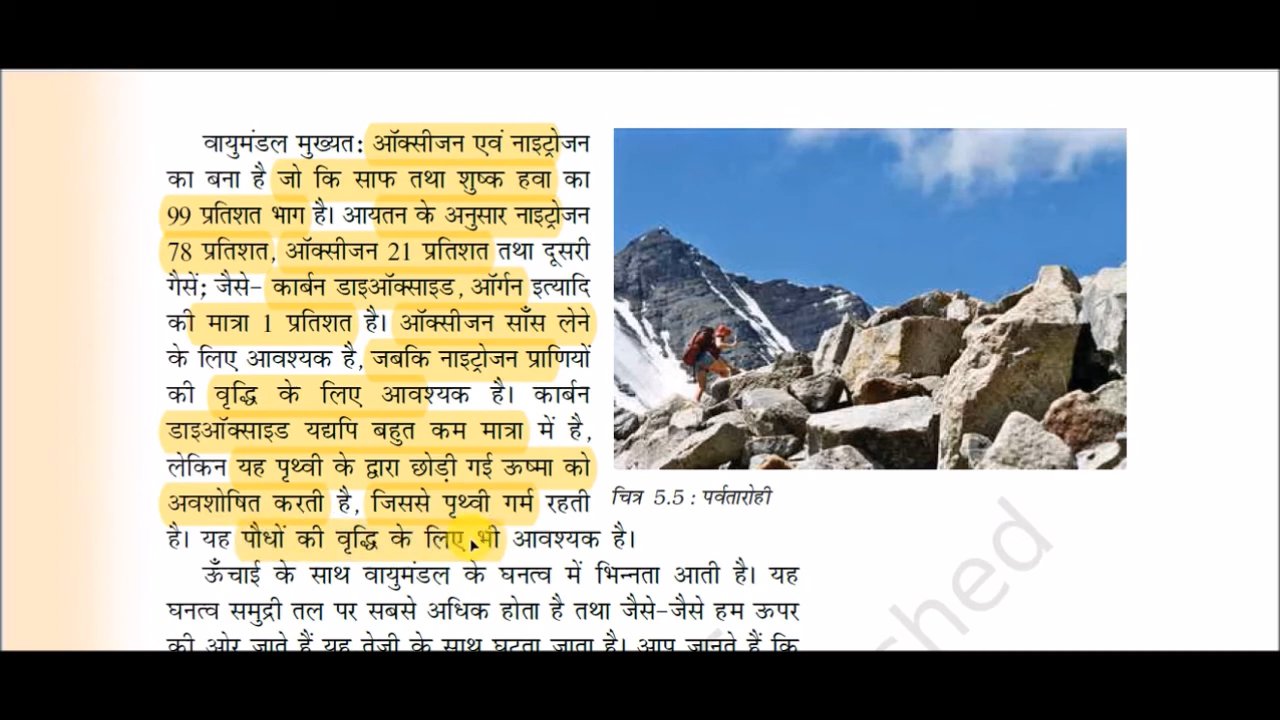 वायुमंडल मुख्यत: ऑक्सीजन एवं नाइट्रोजन
का बना है जो कि साफ तथा शुष्क हवा का
99 प्रतिशत भाग है। आयतन के अनुसार नाइट्रोजन
78 प्रतिशत, ऑक्सीजन 21 प्रतिशत तथा दूसरी
गैसें; जैसे- कार्बन डाइऑक्साइड, ऑर्गन इत्यादि
की मात्रा 1 प्रतिशत है। ऑक्सीजन साँस लेने
के लिए आवश्यक है, जबकि नाइट्रोजन प्राणियों
की वृद्धि के लिए आवश्यक है। कार्बन
डाइऑक्साइड यद्यपि बहुत कम मात्रा में है,
लेकिन यह पृथ्वी के द्वारा छोड़ी गई ऊष्मा को
अवशोषित करती है, जिससे पृथ्वी गर्म रहती
है। यह पौधों की वृद्धि के लिए भी आवश्यक है।
चित्र 5.5 : पर्वतारोही
ऊँचाई के साथ वायुमंडल के घनत्व में भिन्नता आती है। यह
घनत्व समुद्री तल पर सबसे अधिक होता है तथा जैसे-जैसे हम ऊपर
की ओर जाते हैं यह तेजी के साथ घटता जाता है। आप जानते हैं कि